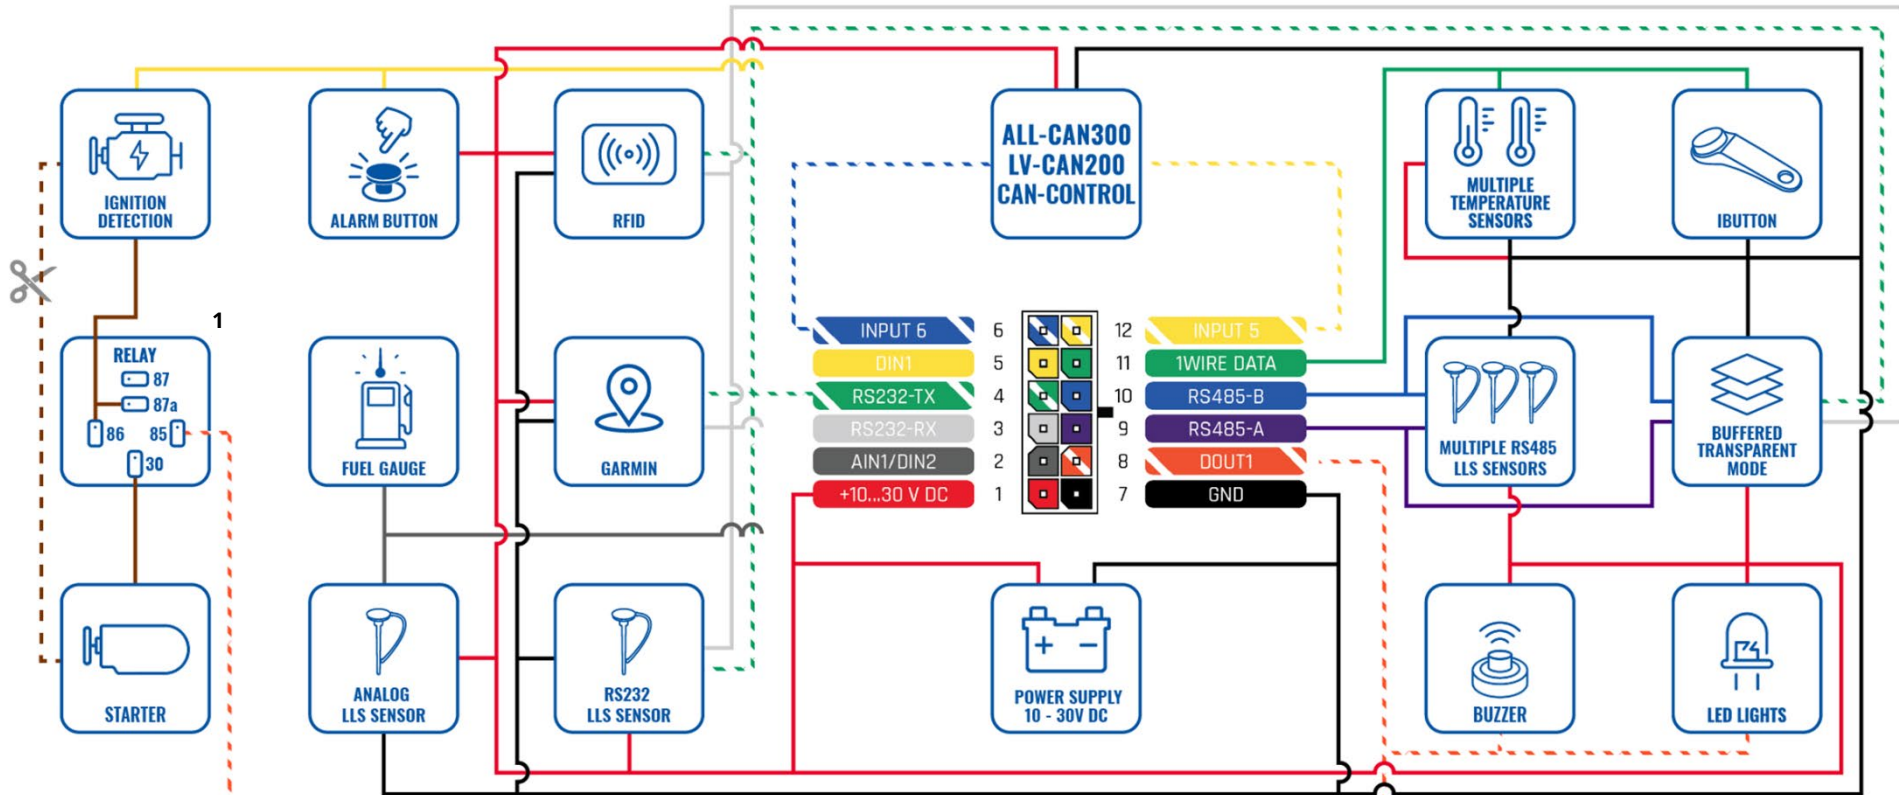 ALL-CAN300
LV-CAN200
CAN-CONTROL
IGNITION
DETECTION
ALARM BUTTON
RFID
MULTIPLE
TEMPERATURE
SENSORS
IBUTTON
1
RELAY
87
87a
86
85
30
FUEL GAUGE
GARMIN
INPUT 6
6
12
INPUT 5
DIN1
5
11
1WIRE DATA
RS232-TX
4
10
RS485-B
RS232-RX
3
9
RS485-A
AIN1/DIN2
2
8
DOUT1
+10...30 V DC
1
7
GND
MULTIPLE RS485
LLS SENSORS
BUFFERED
TRANSPARENT
MODE
STARTER
ANALOG
LLS SENSOR
RS232
LLS SENSOR
POWER SUPPLY
10 - 30V DC
BUZZER
LED LIGHTS